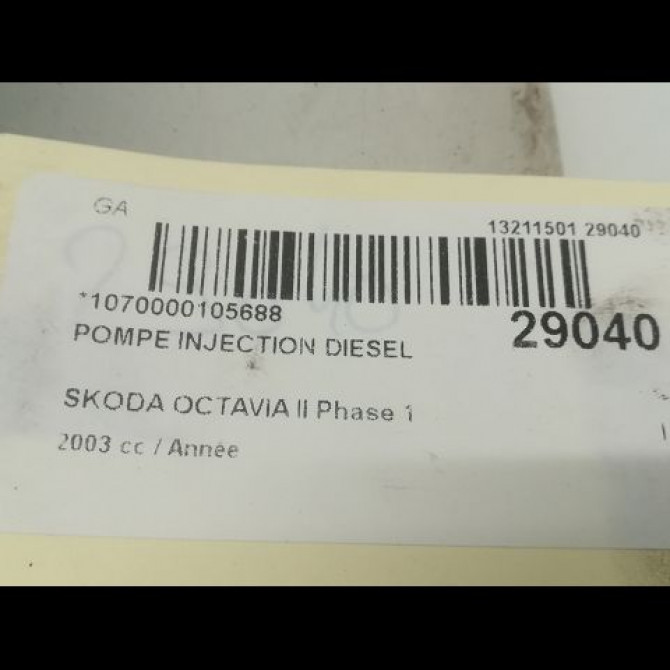 GA
13211501 29040
*1070000105688
29040
POMPE INJECTION DIESEL
SKODA OCTAVIA II Phase 1
2003 cc / Année